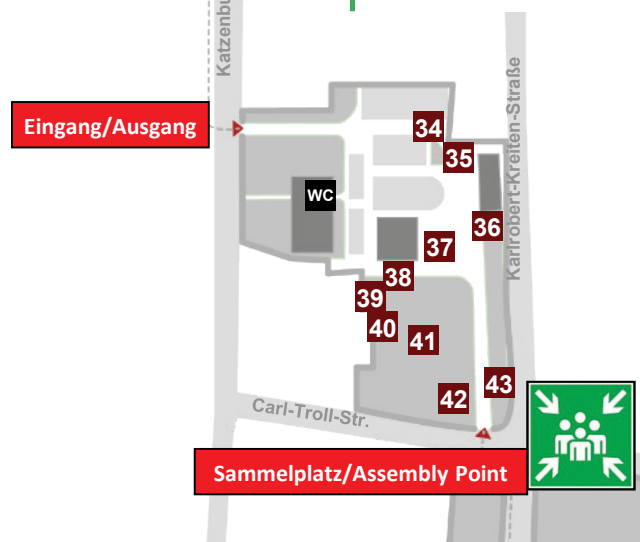 Katzenbu
Karlrobert-Kreiten-Straße
Eingang/Ausgang
34
35
WC
36
37
38
39
40
41
42
43
Carl-Troll-Str.
Sammelplatz/Assembly Point